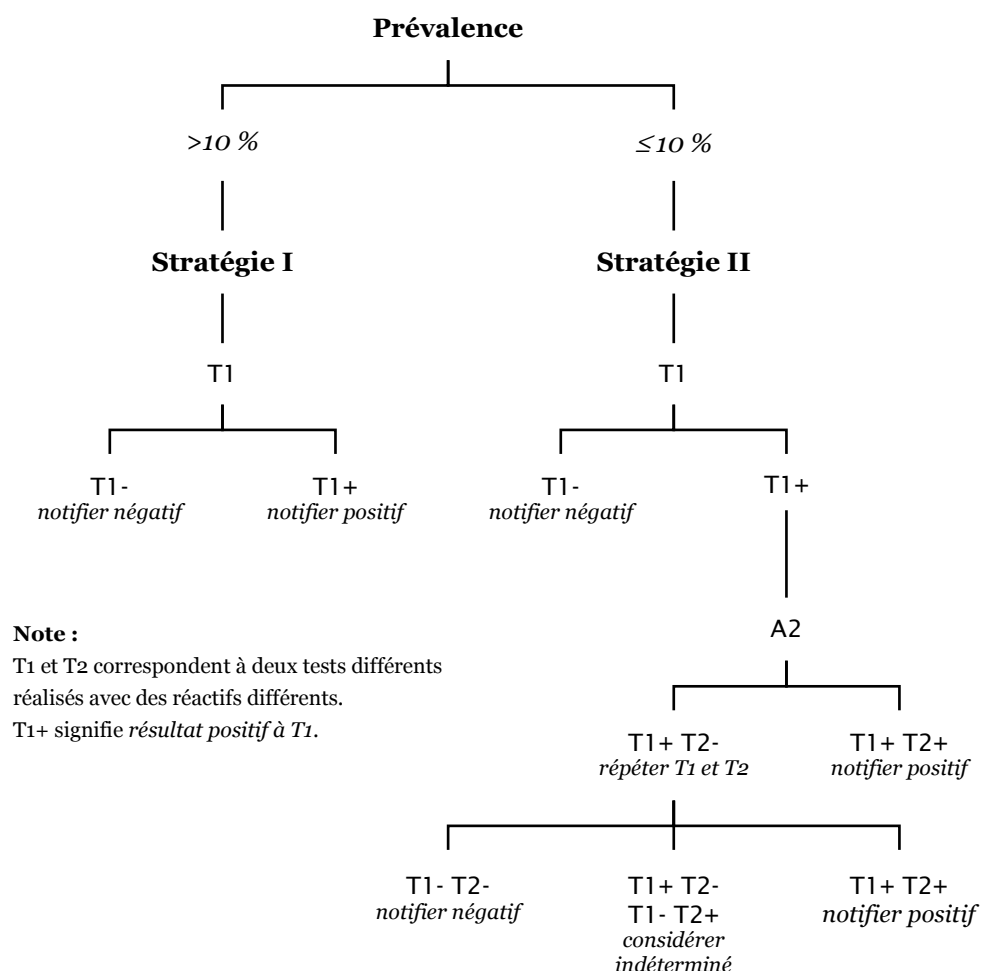 Prévalence
>10 %
≤10 %
Stratégie I
Stratégie II
T1
T1
T1-
notifier négatif
T1+
notifier positif
T1-
notifier négatif
T1+
A2
Note :
T1 et T2 correspondent à deux tests différents
réalisés avec des réactifs différents.
T1+ signifie résultat positif à T1.
T1+ T2-
répéter T1 et T2
T1+ T2+
notifier positif
T1- T2-
notifier négatif
T1+ T2-
T1- T2+
considérer
indéterminé
T1+ T2+
notifier positif